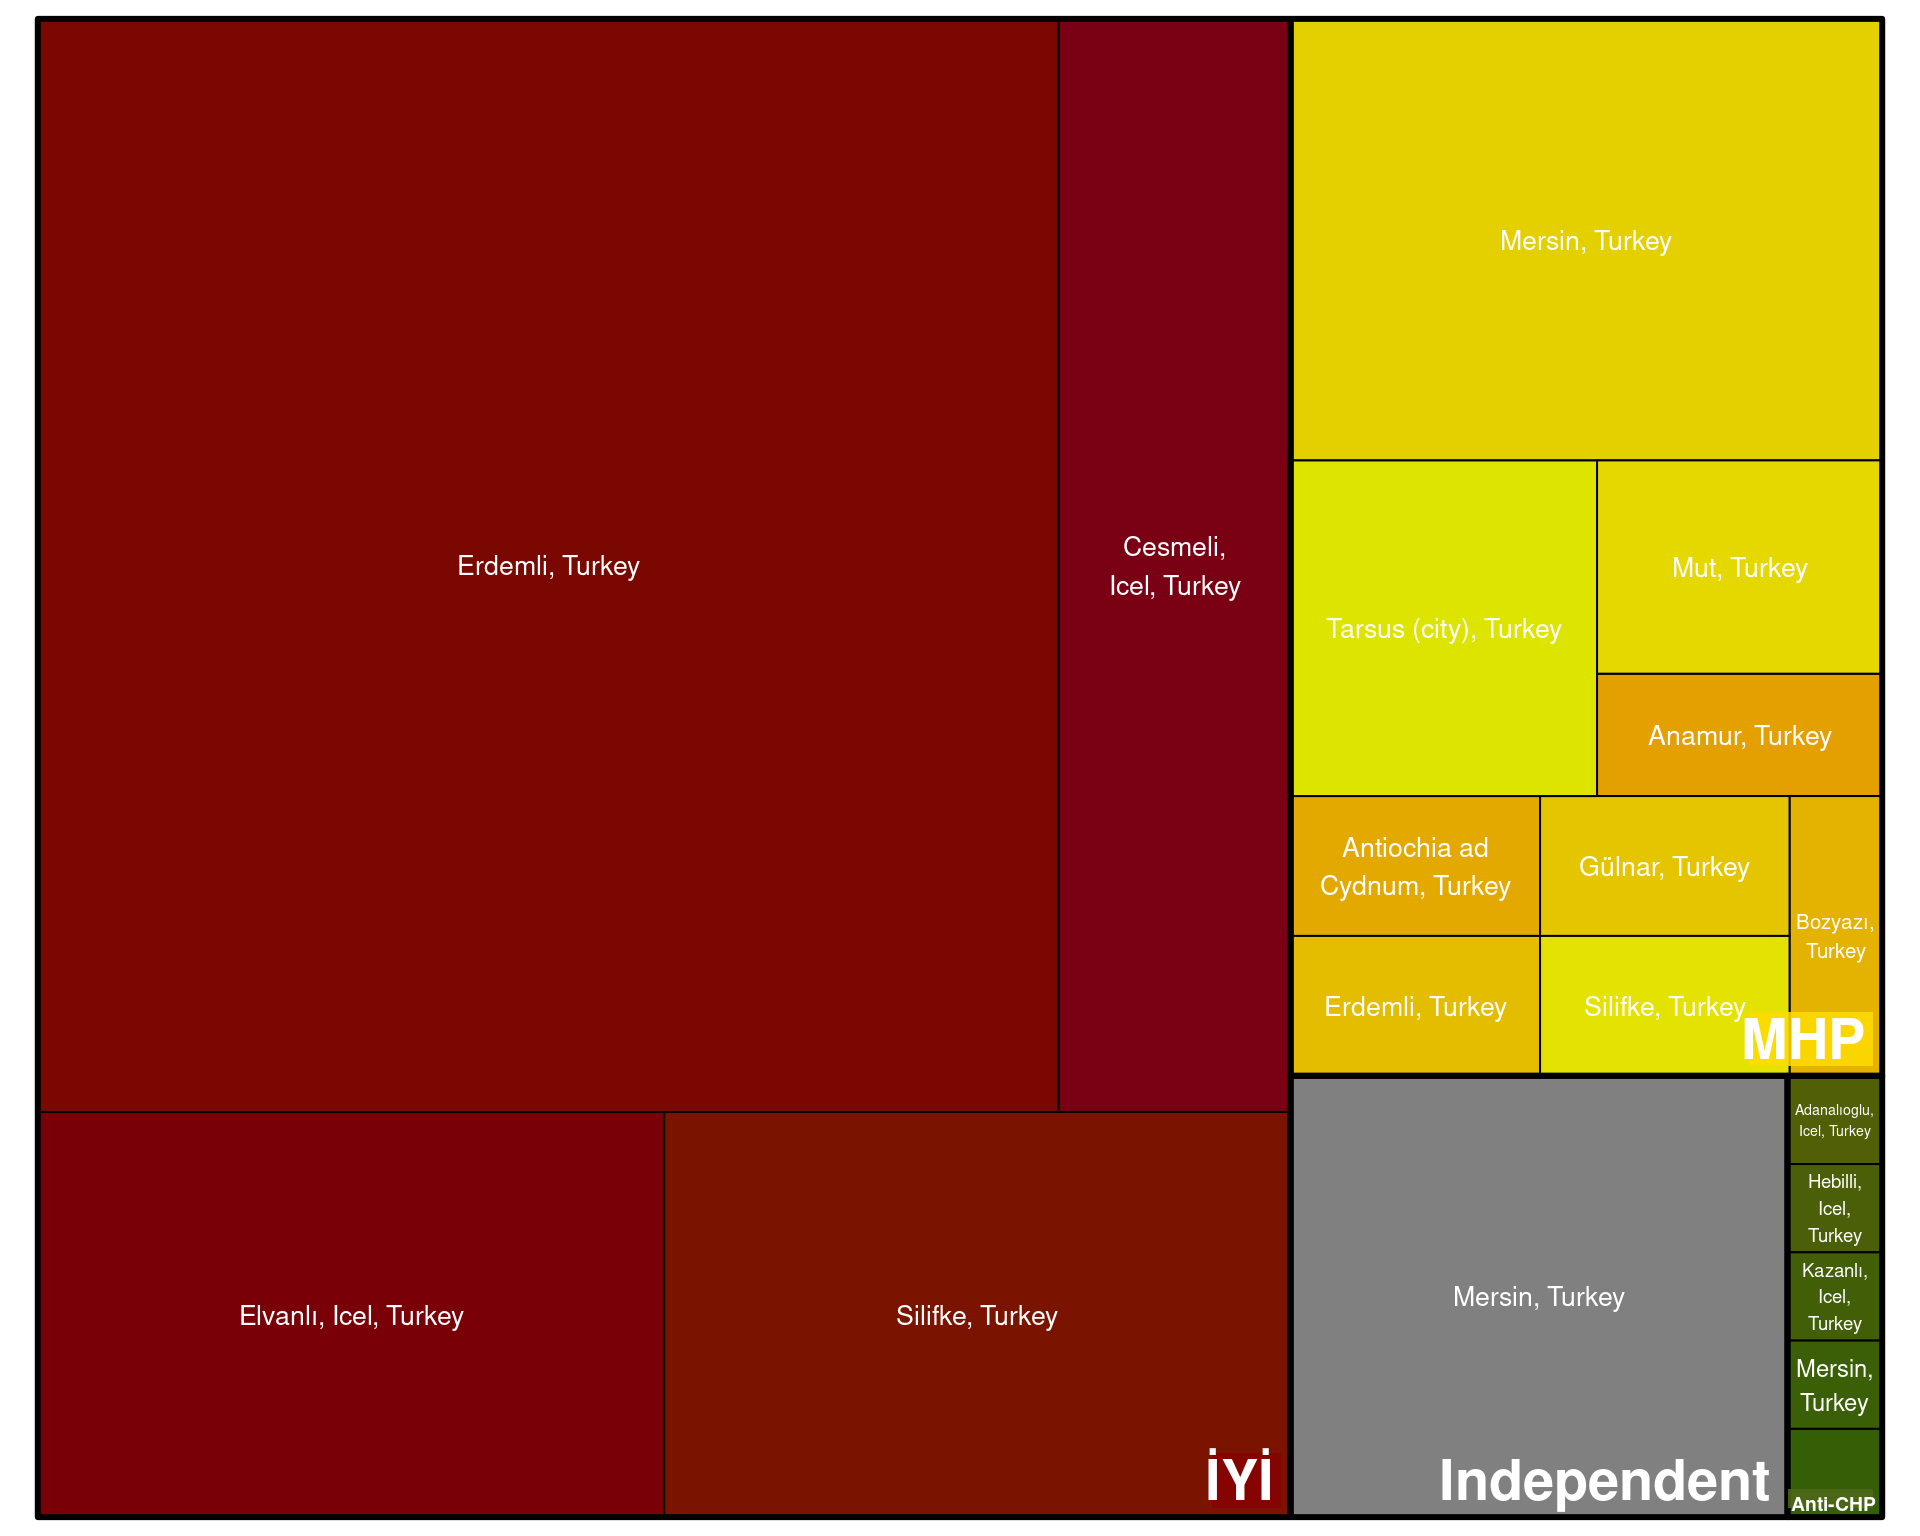 Erdemli, Turkey
Cesmeli,
Icel, Turkey
Elvanlı, Icel, Turkey
Silifke, Turkey
İYİ
Mersin, Turkey
Tarsus (city), Turkey
Mut, Turkey
Anamur, Turkey
Antiochia ad
Cydnum, Turkey
Gülnar, Turkey
Bozyazı,
Turkey
Erdemli, Turkey
Silifke, Turkey
MHP
Mersin, Turkey
Independent
Adanalıoglu,
Icel, Turkey
Hebilli,
Icel,
Turkey
Kazanlı,
Icel,
Turkey
Mersin,
Turkey
Anti-CHP